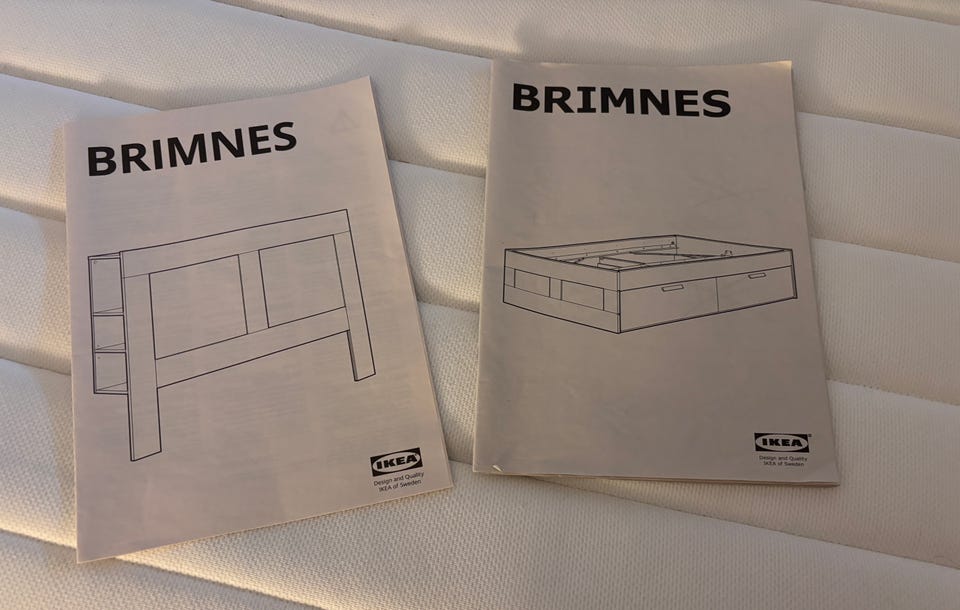 BRIMNES
IKEA
Design and Quality
IKEA of Sweden
BRIMNES
IKEA®
Design and Quality
IKEA of Sweden